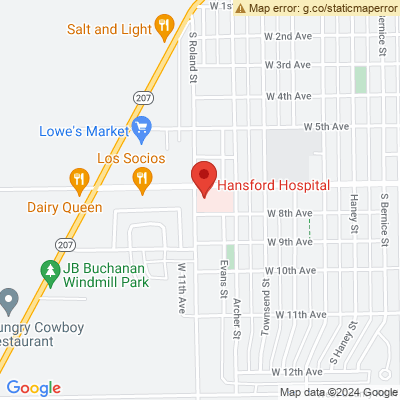 Map error: g.co/staticmaperror
W 1st
Salt and Light
W 2nd Ave
S Roland St
W 3rd Ave
W 4th Ave
207
Lowe's Market
W 5th Ave
Los Socios
Hansford Hospital
Dairy Queen
W 8th Ave
Haney St
S Bernice St
207
W 9th Ave
JB Buchanan
Windmill Park
W 11th Ave
Evans St
W 10th Ave
Archer St
Townsend St
W 11th Ave
ungry Cowboy
estaurant
S Haney St
W 12th Ave
Google
Map data ©2024 Google